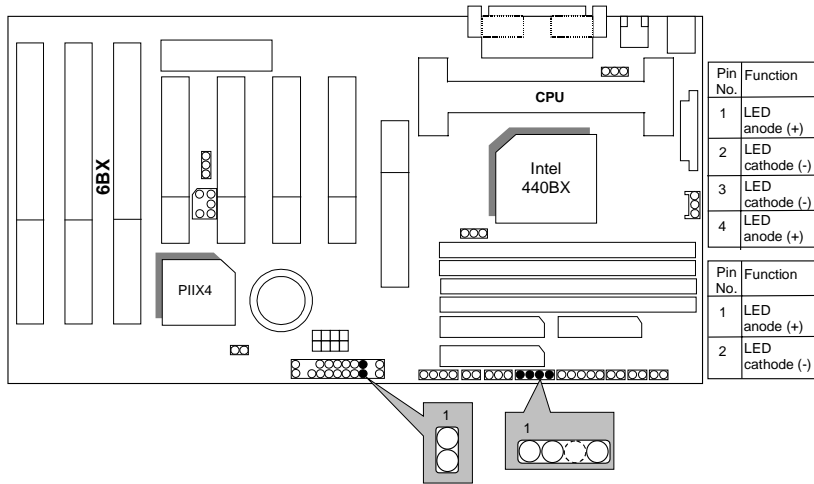 6BX
CPU
Intel
440BX
PIIX4
Pin No. Function
1 LED anode (+)
2 LED cathode (-)
3 LED cathode (-)
4 LED anode (+)
Pin No. Function
1 LED anode (+)
2 LED cathode (-)
1
1